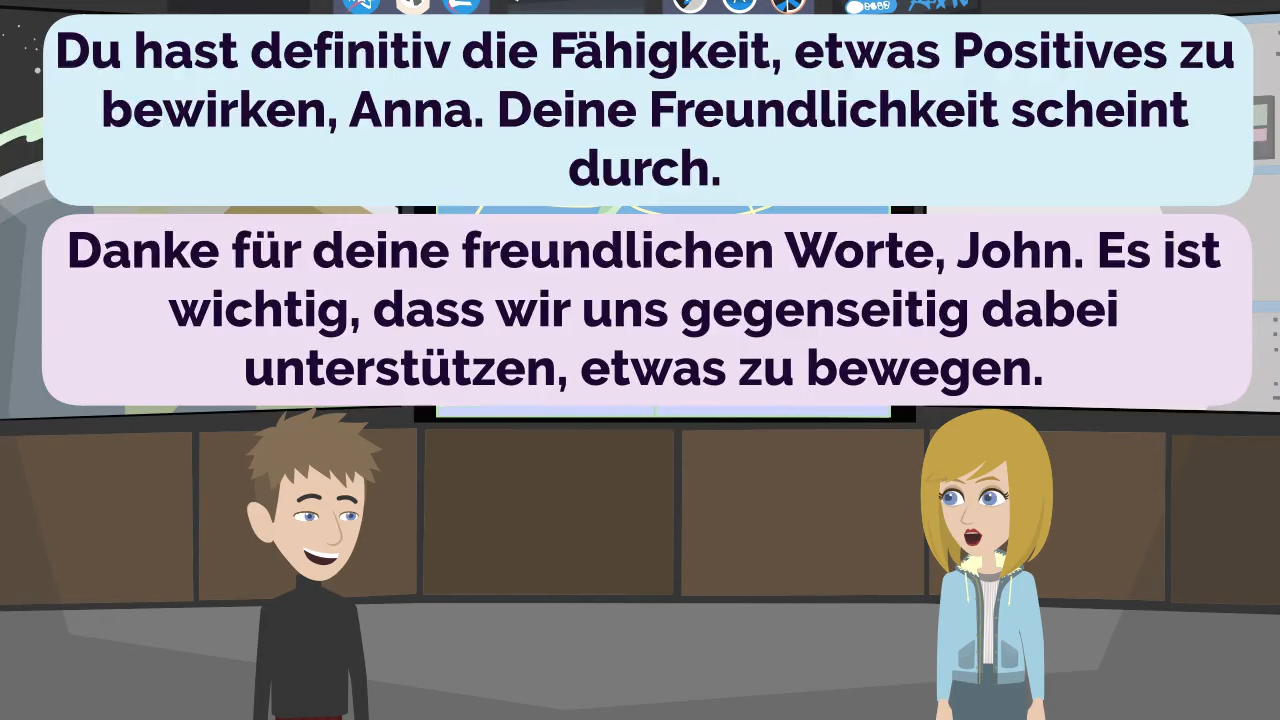 Du hast definitiv die Fähigkeit, etwas Positives zu
bewirken, Anna. Deine Freundlichkeit scheint
durch.
Danke für deine freundlichen Worte, John. Es ist
wichtig, dass wir uns gegenseitig dabei
unterstützen, etwas zu bewegen.